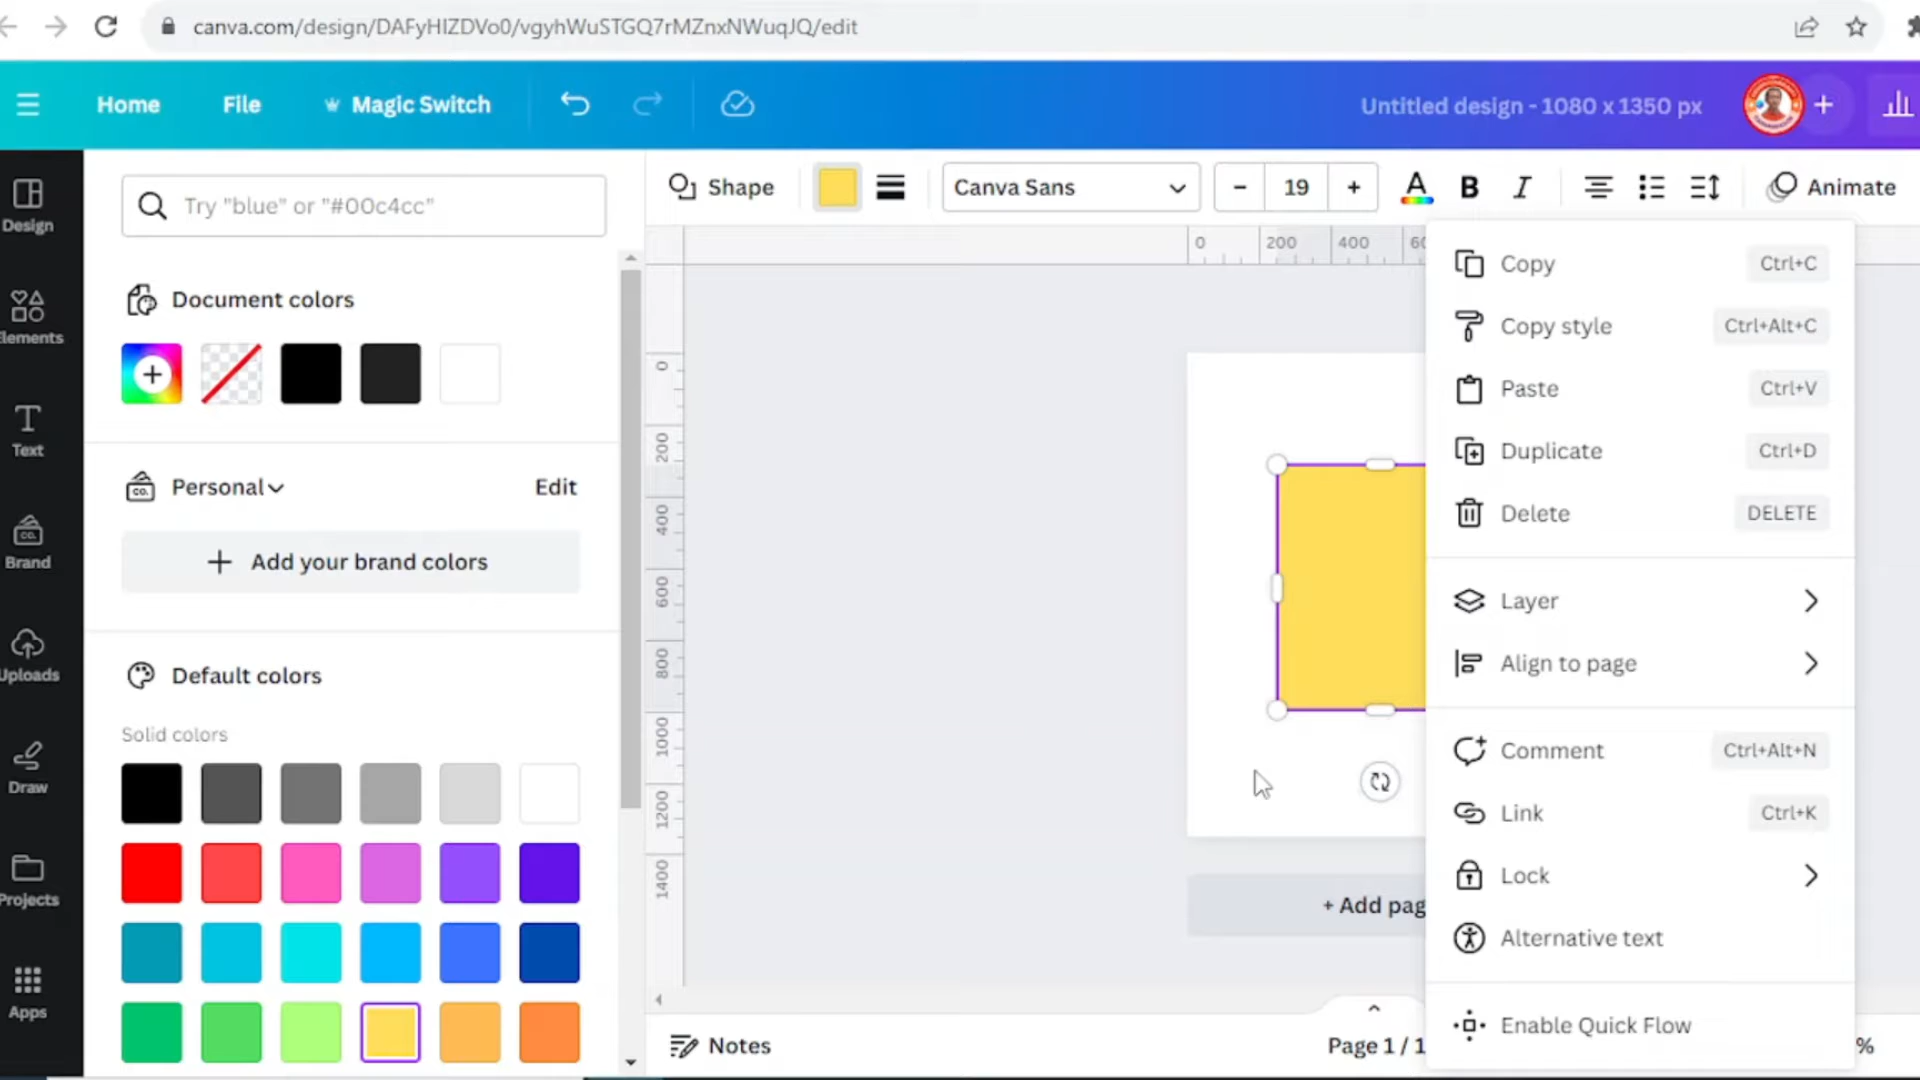 canva.com/design/DAFyHIZDVo0/vgyhWuSTGQ7rMZnxNWuqJQ/edit
Home File Magic Switch Untitled design - 1080 x 1350 px
Shape Canva Sans 19 A B I Animate
Try "blue" or "#00c4cc"
Design
Elements
Text
Brand
Uploads
Draw
Projects
Apps
Document colors
Personal Edit
CO.
Add your brand colors
Default colors
Solid colors
0 200 400
0
200
400
600
800
1000
1200
1400
Copy Ctrl+C
Copy style Ctrl+Alt+C
Paste Ctrl+V
Duplicate Ctrl+D
Delete DELETE
Layer
Align to page
Comment Ctrl+Alt+N
Link Ctrl+K
Lock
Alternative text
Enable Quick Flow
+ Add pag
Notes Page 1 / 1 %